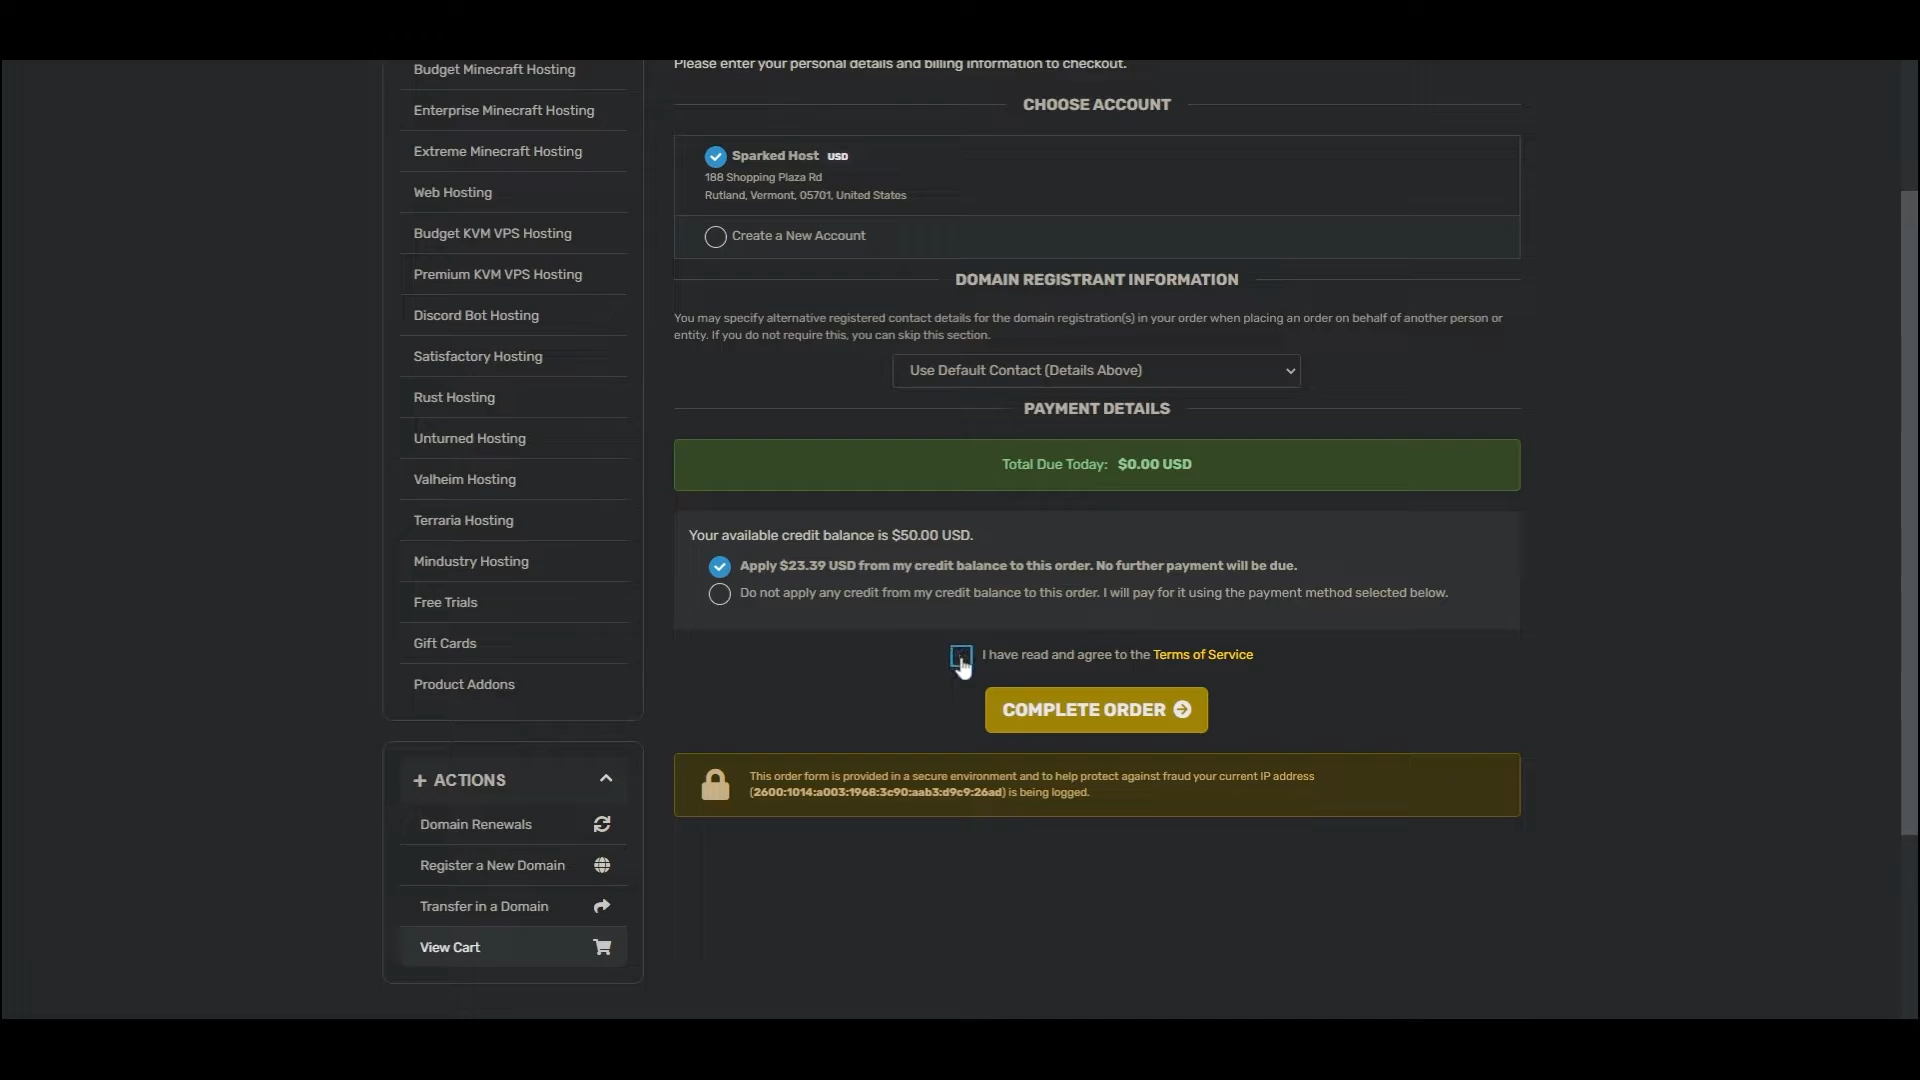 Budget Minecraft Hosting
Enterprise Minecraft Hosting
Extreme Minecraft Hosting
Web Hosting
Budget KVM VPS Hosting
Premium KVM VPS Hosting
Discord Bot Hosting
Satisfactory Hosting
Rust Hosting
Unturned Hosting
Valheim Hosting
Terraria Hosting
Mindustry Hosting
Free Trials
Gift Cards
Product Addons
ACTIONS
Domain Renewals
Register a New Domain
Transfer in a Domain
View Cart
Please enter your personal details and billing information to checkout.
CHOOSE ACCOUNT
Sparked Host USD
188 Shopping Plaza Rd
Rutland, Vermont, 05701, United States
Create a New Account
DOMAIN REGISTRANT INFORMATION
You may specify alternative registered contact details for the domain registration(s) in your order when placing an order on behalf of another person or
entity. If you do not require this, you can skip this section.
Use Default Contact (Details Above)
PAYMENT DETAILS
Total Due Today: $0.00 USD
Your available credit balance is $50.00 USD.
Apply $23.39 USD from my credit balance to this order. No further payment will be due.
Do not apply any credit from my credit balance to this order. I will pay for it using the payment method selected below.
I have read and agree to the Terms of Service
COMPLETE ORDER
This order form is provided in a secure environment and to help protect against fraud your current IP address
(2600:1014:a003:1968:3c90:aab3:d9c9:26ad) is being logged.